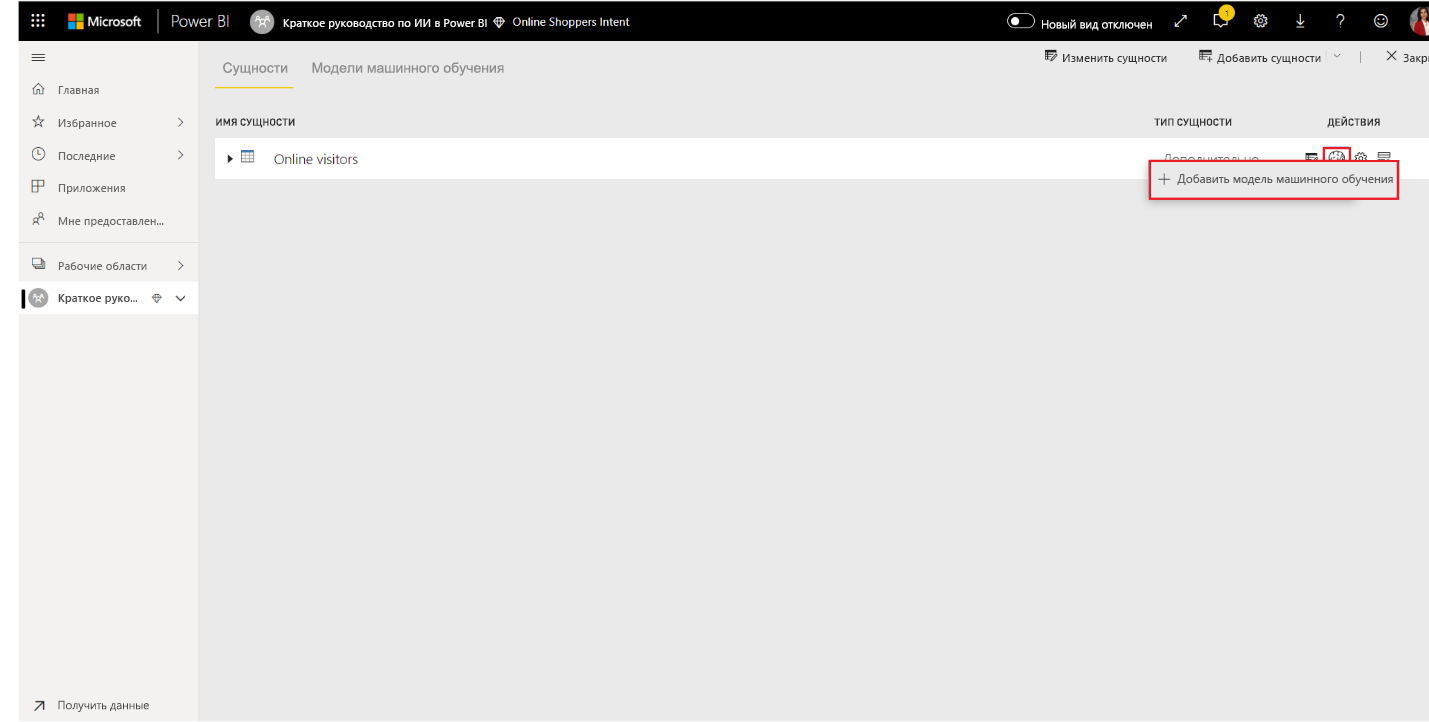 Microsoft Power BI Краткое руководство по ИИ в Power BI Online Shoppers Intent Новый вид отключен 1 ?
Изменить сущности Добавить сущности Закр
Сущности Модели машинного обучения
Главная
Избранное
Последние
Приложения
Мне предоставлен...
Рабочие области
Краткое руко...
ИМЯ СУЩНОСТИ ТИП СУЩНОСТИ ДЕЙСТВИЯ
Online visitors Дополнительно
Добавить модель машинного обучения
Получить данные